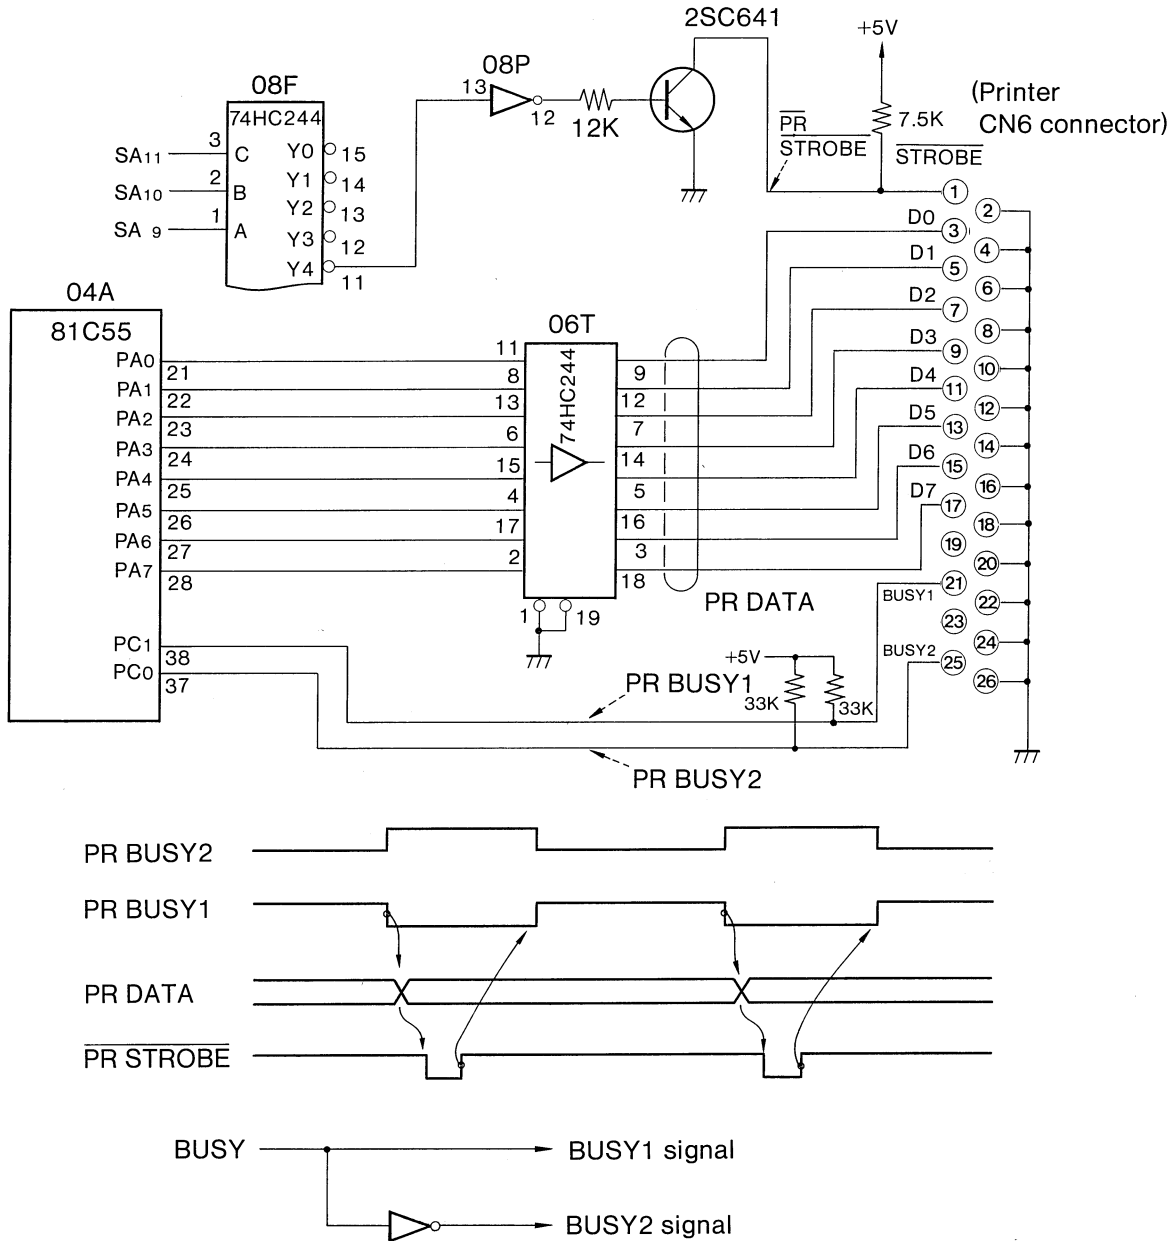 2SC641
+5V
08P
13
12
12K
08F
74HC244
SA11
3
C
SA10
2
B
SA 9
1
A
Y0
15
Y1
14
Y2
13
Y3
12
Y4
11
PR
STROBE
7.5K
STROBE
(Printer
CN6 connector)
04A
81C55
PA0
21
PA1
22
PA2
23
PA3
24
PA4
25
PA5
26
PA6
27
PA7
28
PC1
38
PC0
37
06T
74HC244
11
8
13
6
15
4
17
2
9
12
7
14
5
16
3
18
1
19
PR DATA
D0
D1
D2
D3
D4
D5
D6
D7
BUSY1
BUSY2
1
2
3
4
5
6
7
8
9
10
11
12
13
14
15
16
17
18
19
20
21
22
23
24
25
26
+5V
33K
33K
PR BUSY1
PR BUSY2
PR BUSY2
PR BUSY1
PR DATA
PR STROBE
BUSY
BUSY1 signal
BUSY2 signal